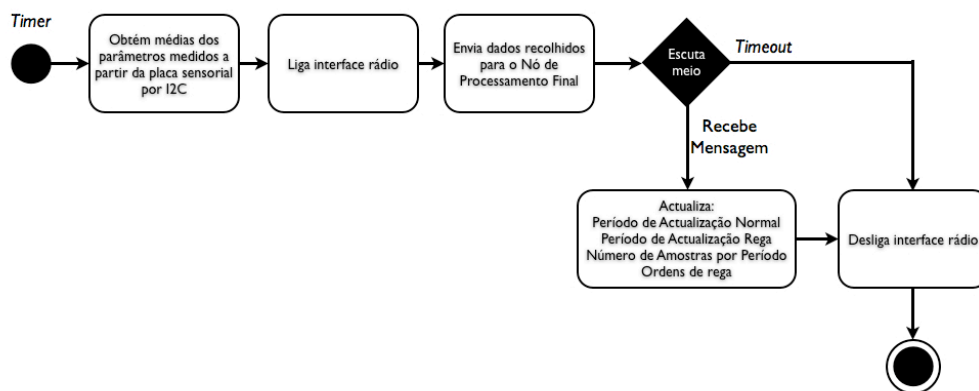 Timer
Obtém médias dos
parâmetros medidos a
partir da placa sensorial
por I2C
Liga interface rádio
Envia dados recolhidos
para o Nó de
Processamento Final
Escuta
meio
Timeout
Recebe
Mensagem
Actualiza:
Período de Actualização Normal
Período de Actualização Rega
Número de Amostras por Período
Ordens de rega
Desliga interface rádio